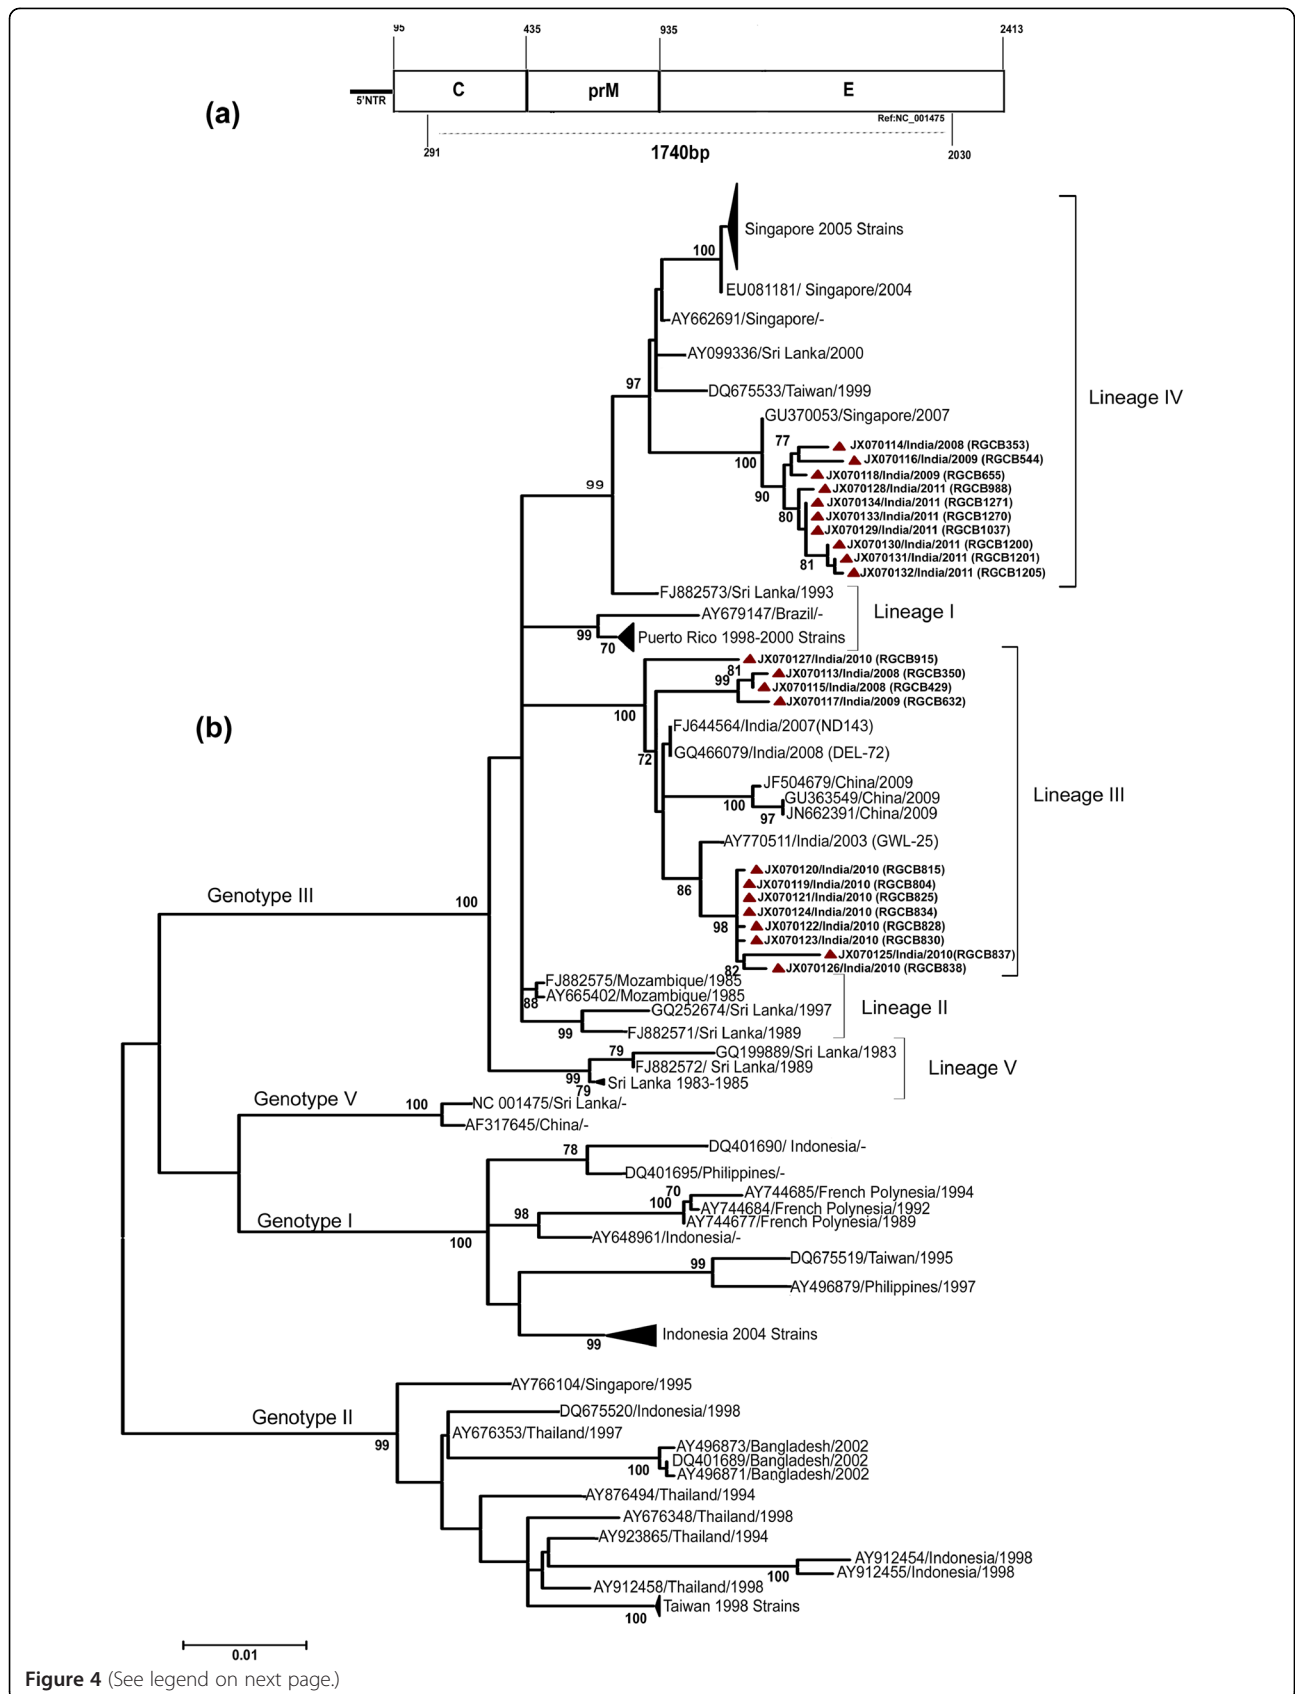 95 435 935 2413
C prM E
5'NTR
(a)
Ref:NC_001475
291 1740bp 2030
Singapore 2005 Strains
100
EU081181/ Singapore/2004
AY662691/Singapore/-
AY099336/Sri Lanka/2000
97
DQ675533/Taiwan/1999
Lineage IV
GU370053/Singapore/2007
77
JX070114/India/2008 (RGCB353)
100
JX070116/India/2009 (RGCB544)
JX070118/India/2009 (RGCB655)
99
90
JX070128/India/2011 (RGCB988)
JX070134/India/2011 (RGCB1271)
80
JX070133/India/2011 (RGCB1270)
JX070129/India/2011 (RGCB1037)
JX070130/India/2011 (RGCB1200)
81
JX070131/India/2011 (RGCB1201)
JX070132/India/2011 (RGCB1205)
FJ882573/Sri Lanka/1993
AY679147/Brazil/-
Lineage I
99
70
Puerto Rico 1998-2000 Strains
JX070127/India/2010 (RGCB915)
81
JX070113/India/2008 (RGCB350)
99
JX070115/India/2008 (RGCB429)
JX070117/India/2009 (RGCB632)
100
(b)
FJ644564/India/2007(ND143)
72
GQ466079/India/2008 (DEL-72)
JF504679/China/2009
Lineage III
100
GU363549/China/2009
97
JN662391/China/2009
AY770511/India/2003 (GWL-25)
JX070120/India/2010 (RGCB815)
86
JX070119/India/2010 (RGCB804)
Genotype III
100
JX070121/India/2010 (RGCB825)
JX070124/India/2010 (RGCB834)
98
JX070122/India/2010 (RGCB828)
JX070123/India/2010 (RGCB830)
JX070125/India/2010(RGCB837)
82
JX070126/India/2010 (RGCB838)
FJ882575/Mozambique/1985
88
AY665402/Mozambique/1985
GQ252674/Sri Lanka/1997
Lineage II
99
FJ882571/Sri Lanka/1989
79
GQ199889/Sri Lanka/1983
FJ882572/ Sri Lanka/1989
Lineage V
99
79
Sri Lanka 1983-1985
Genotype V
100
NC 001475/Sri Lanka/-
AF317645/China/-
78
DQ401690/ Indonesia/-
DQ401695/Philippines/-
70
AY744685/French Polynesia/1994
100
AY744684/French Polynesia/1992
Genotype I
98
AY744677/French Polynesia/1989
100
AY648961/Indonesia/-
99
DQ675519/Taiwan/1995
AY496879/Philippines/1997
99
Indonesia 2004 Strains
AY766104/Singapore/1995
Genotype II
DQ675520/Indonesia/1998
99
AY676353/Thailand/1997
AY496873/Bangladesh/2002
100
DQ401689/Bangladesh/2002
AY496871/Bangladesh/2002
AY876494/Thailand/1994
AY676348/Thailand/1998
AY923865/Thailand/1994
AY912454/Indonesia/1998
100
AY912455/Indonesia/1998
AY912458/Thailand/1998
100
Taiwan 1998 Strains
0.01
Figure 4 (See legend on next page.)